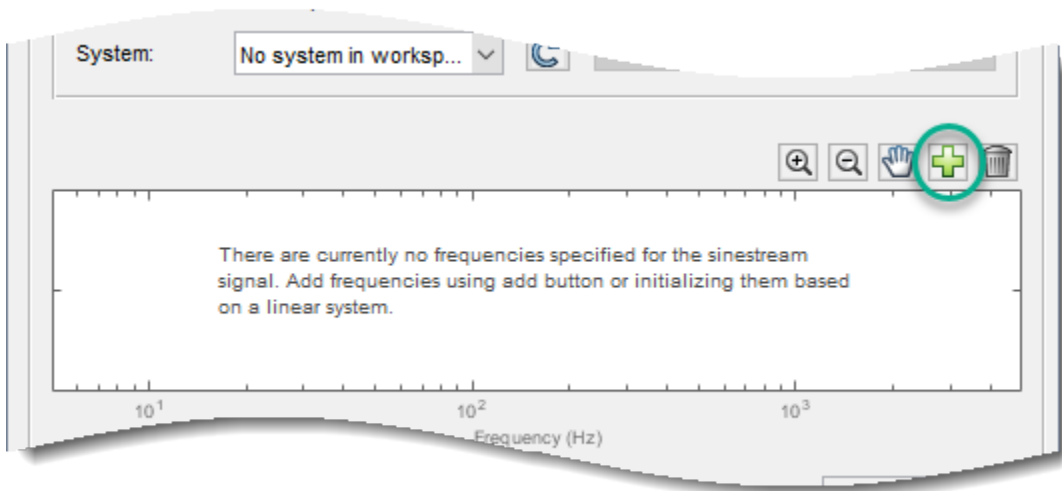 System:
No system in worksp...
There are currently no frequencies specified for the sinestream
signal. Add frequencies using add button or initializing them based
on a linear system.
10^1 10^2 10^3
Frequency (Hz)